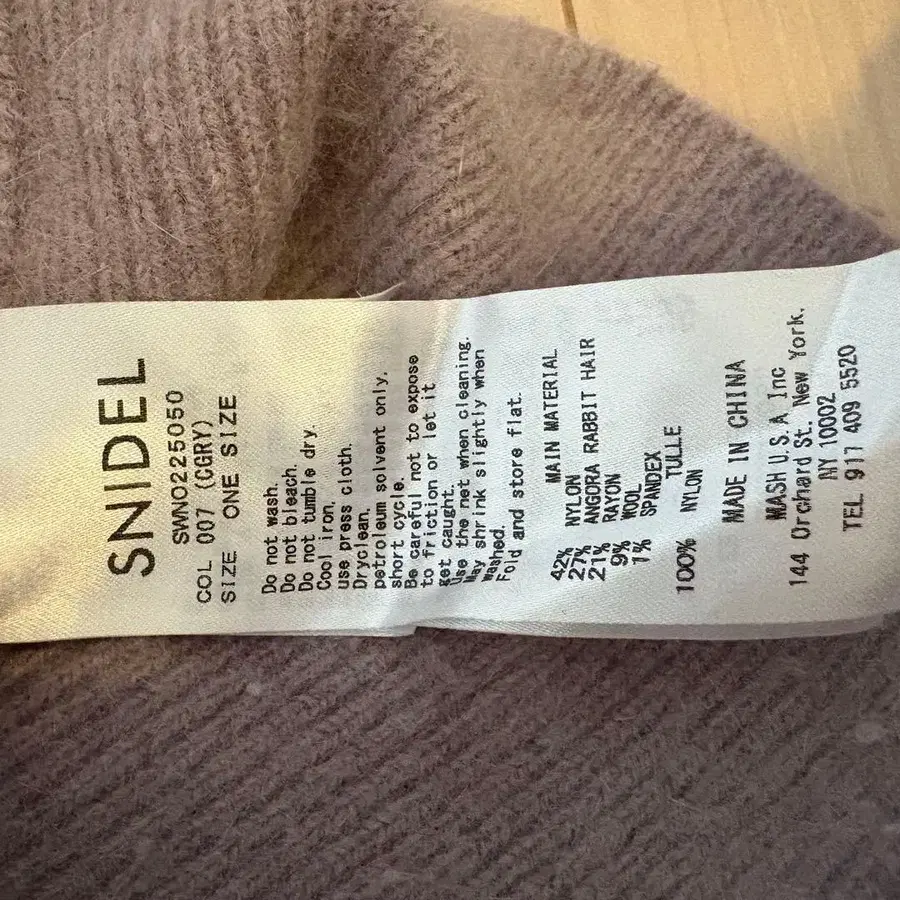 SNIDEL
SWNO225050
COL 007 (CGRY)
SIZE ONE SIZE
Do not wash.
Do not bleach.
Do not tumble dry.
Cool iron.
use press cloth.
Dryclean.
petroleum solvent only.
short cycle.
Be careful not to expose
to friction or let it
get caught.
Use the net when cleaning.
May shrink slightly when
washed.
Fold and store flat.
MAIN MATERIAL
42% NYLON
27% ANGORA RABBIT HAIR
21% RAYON
9% WOOL
1% SPANDEX
TULLE
100% NYLON
MADE IN CHINA
MASH U.S.A Inc
144 Orchard St. New York.
NY 10002
TEL 917 409 5520